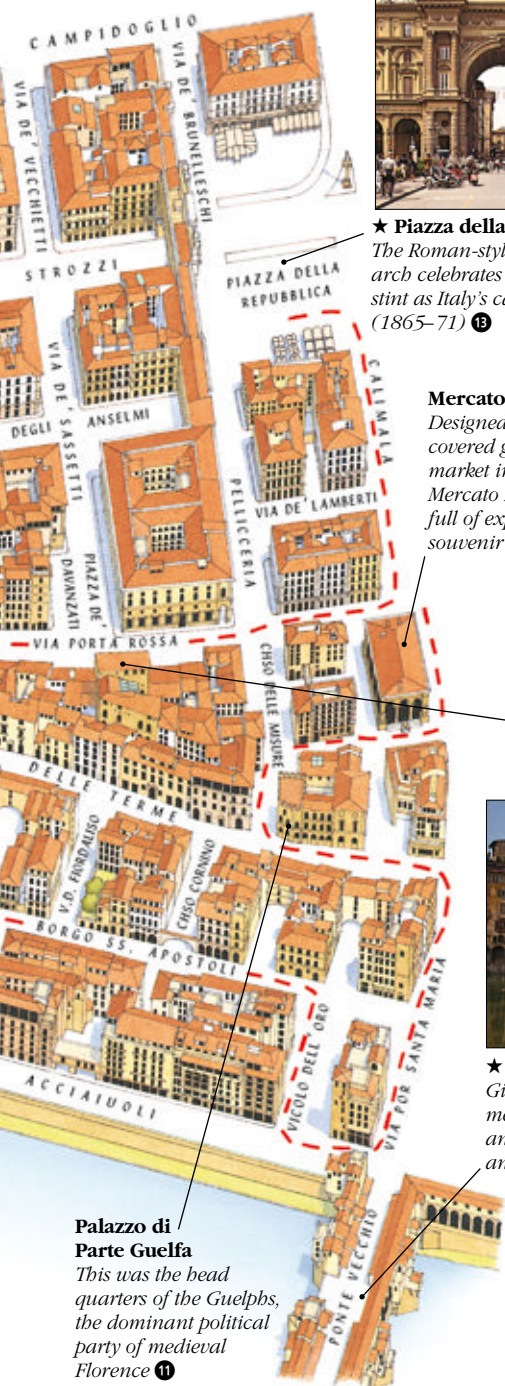 CAMPIDOGLIO
VIA DE' VECCHIETTI
VIA DE' BRUNELLESCHI
★ Piazza della
The Roman-styl
arch celebrates
stint as Italy's ca
(1865–71) 13
STROZZI
PIAZZA DELLA
REPUBBLICA
CALIMALA
Mercato
Designed
covered g
market in
Mercato
full of exp
souvenir
VIA DE' SASSETTI
DEGLI ANSELMI
PELLICCERIA
VIA DE' LAMBERTI
PIAZZA DE'
DAVANZATI
VIA PORTA ROSSA
CHSO DELLE MISURE
DELLE TERME
V.D. FIORDALISO
CHSO CORNINO
BORGO SS. APOSTOLI
VIA POR SANTA MARIA
VICOLO DELL' ORO
ACCIAIUOLI
★
Gi
me
an
an
Palazzo di
Parte Guelfa
This was the head
quarters of the Guelphs,
the dominant political
party of medieval
Florence 11
PONTE VECCHIO